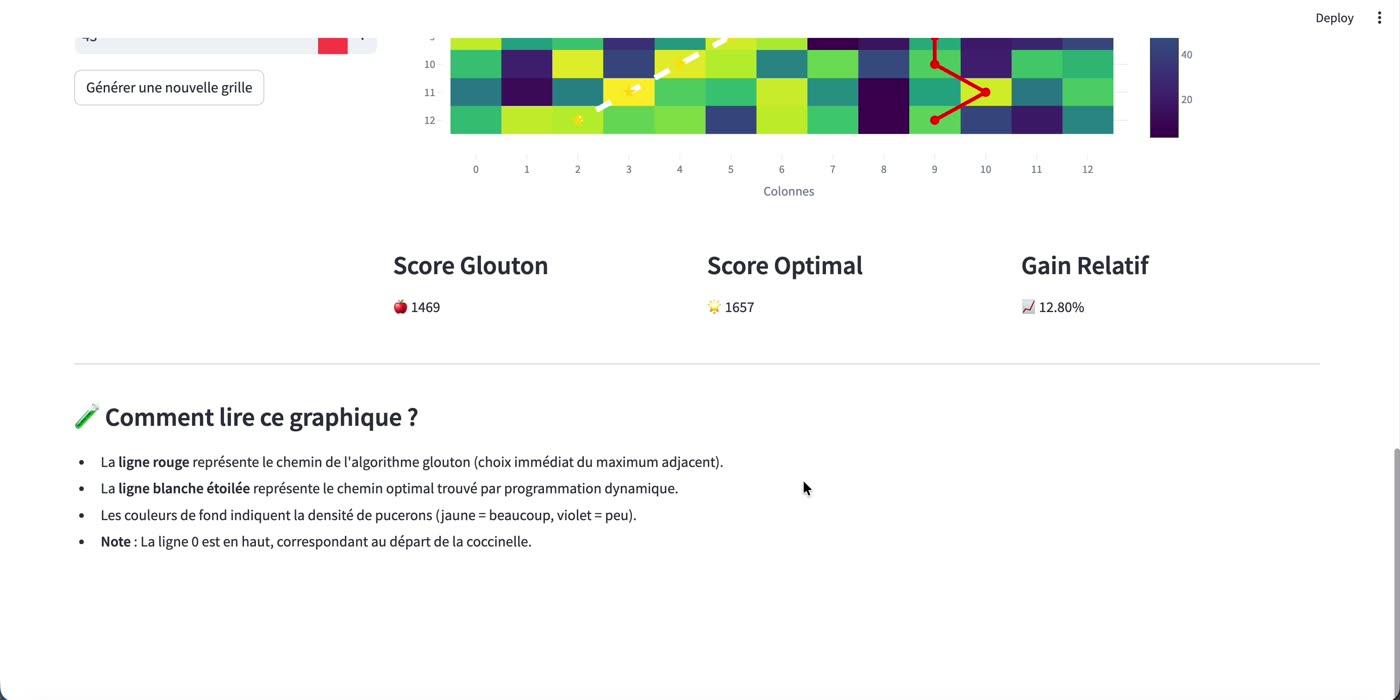 Deploy
40
10
11
20
12
0 1 2 3 4 5 6 7 8 9 10 11 12
Colonnes
Générer une nouvelle grille
Score Glouton
Score Optimal
Gain Relatif
1469
1657
12.80%
Comment lire ce graphique ?
La ligne rouge représente le chemin de l'algorithme glouton (choix immédiat du maximum adjacent).
La ligne blanche étoilée représente le chemin optimal trouvé par programmation dynamique.
Les couleurs de fond indiquent la densité de pucerons (jaune = beaucoup, violet = peu).
Note : La ligne 0 est en haut, correspondant au départ de la coccinelle.